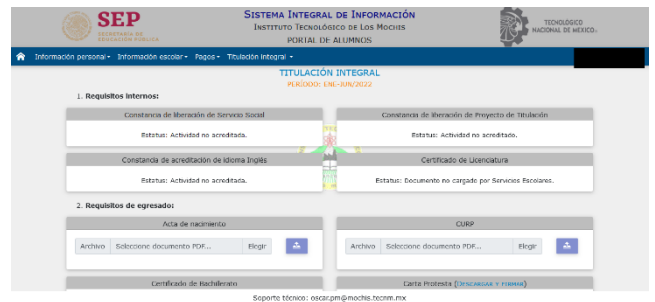 SEP
SECRETARÍA DE
EDUCACIÓN PÚBLICA
SISTEMA INTEGRAL DE INFORMACIÓN
INSTITUTO TECNOLÓGICO DE LOS MOCHIS
PORTAL DE ALUMNOS
TECNOLÓGICO
NACIONAL DE MÉXICO
Información personal Información escolar Pagos Titulación integral
TITULACIÓN INTEGRAL
PERÍODO: ENE-JUN/2022
1. Requisitos internos:
Constancia de liberación de Servicio Social
Estatus: Actividad no acreditada.
Constancia de liberación de Proyecto de Titulación
Estatus: Actividad no acreditado.
Constancia de acreditación de idioma Inglés
Estatus: Actividad no acreditada.
Certificado de Licenciatura
Estatus: Documento no cargado por Servicios Escolares.
2. Requisitos de egresado:
Acta de nacimiento
Archivo Seleccione documento PDF... Elegir
CURP
Archivo Seleccione documento PDF... Elegir
Certificado de Bachillerato
Carta Protesta (DESCARGAR Y FIRMAR)
Soporte técnico: oscar.pm@mochis.tecnm.mx